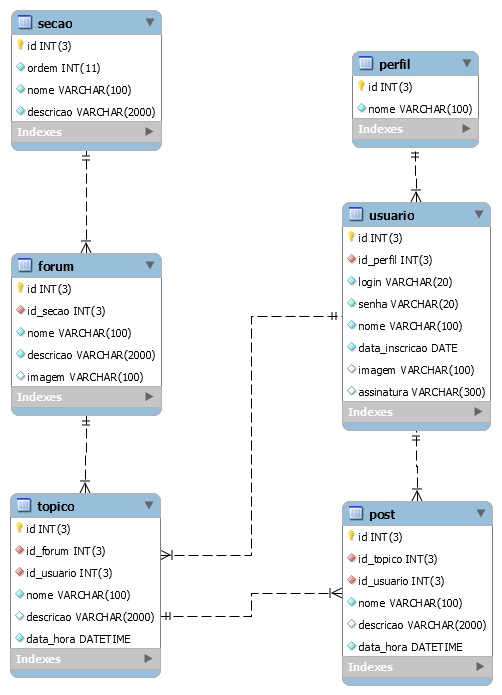 secao
id INT(3)
ordem INT(11)
nome VARCHAR(100)
descricao VARCHAR(2000)
Indexes
perfil
id INT(3)
nome VARCHAR(100)
Indexes
forum
id INT(3)
id_secao INT(3)
nome VARCHAR(100)
descricao VARCHAR(2000)
imagem VARCHAR(100)
Indexes
usuario
id INT(3)
id_perfil INT(3)
login VARCHAR(20)
senha VARCHAR(20)
nome VARCHAR(100)
data_inscricao DATE
imagem VARCHAR(100)
assinatura VARCHAR(300)
Indexes
topico
id INT(3)
id_forum INT(3)
id_usuario INT(3)
nome VARCHAR(100)
descricao VARCHAR(2000)
data_hora DATETIME
Indexes
post
id INT(3)
id_topico INT(3)
id_usuario INT(3)
nome VARCHAR(100)
descricao VARCHAR(2000)
data_hora DATETIME
Indexes